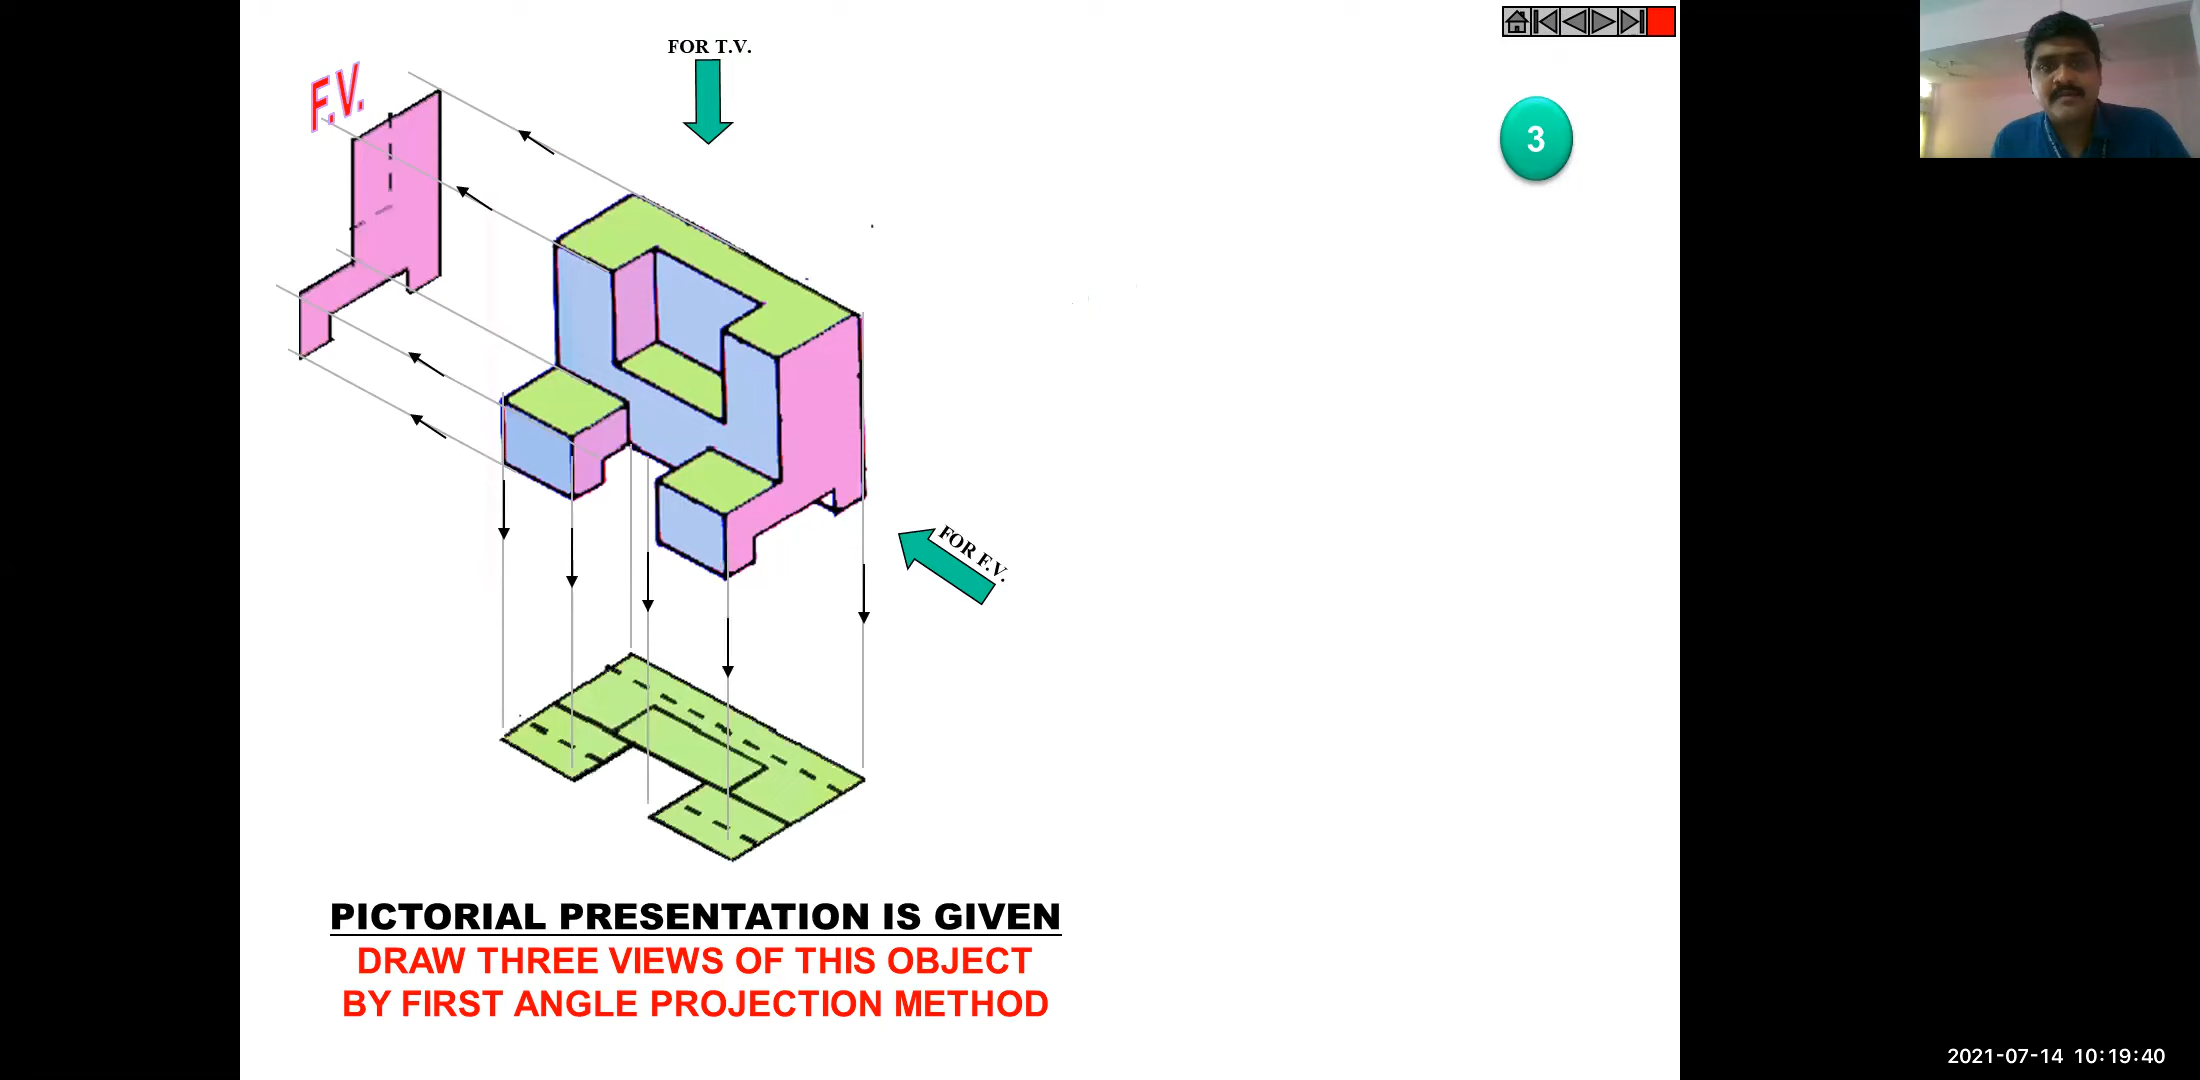 FOR T.V.
F.V.
3
FOR F.V.
PICTORIAL PRESENTATION IS GIVEN
DRAW THREE VIEWS OF THIS OBJECT
BY FIRST ANGLE PROJECTION METHOD
2021-07-14 10:19:40